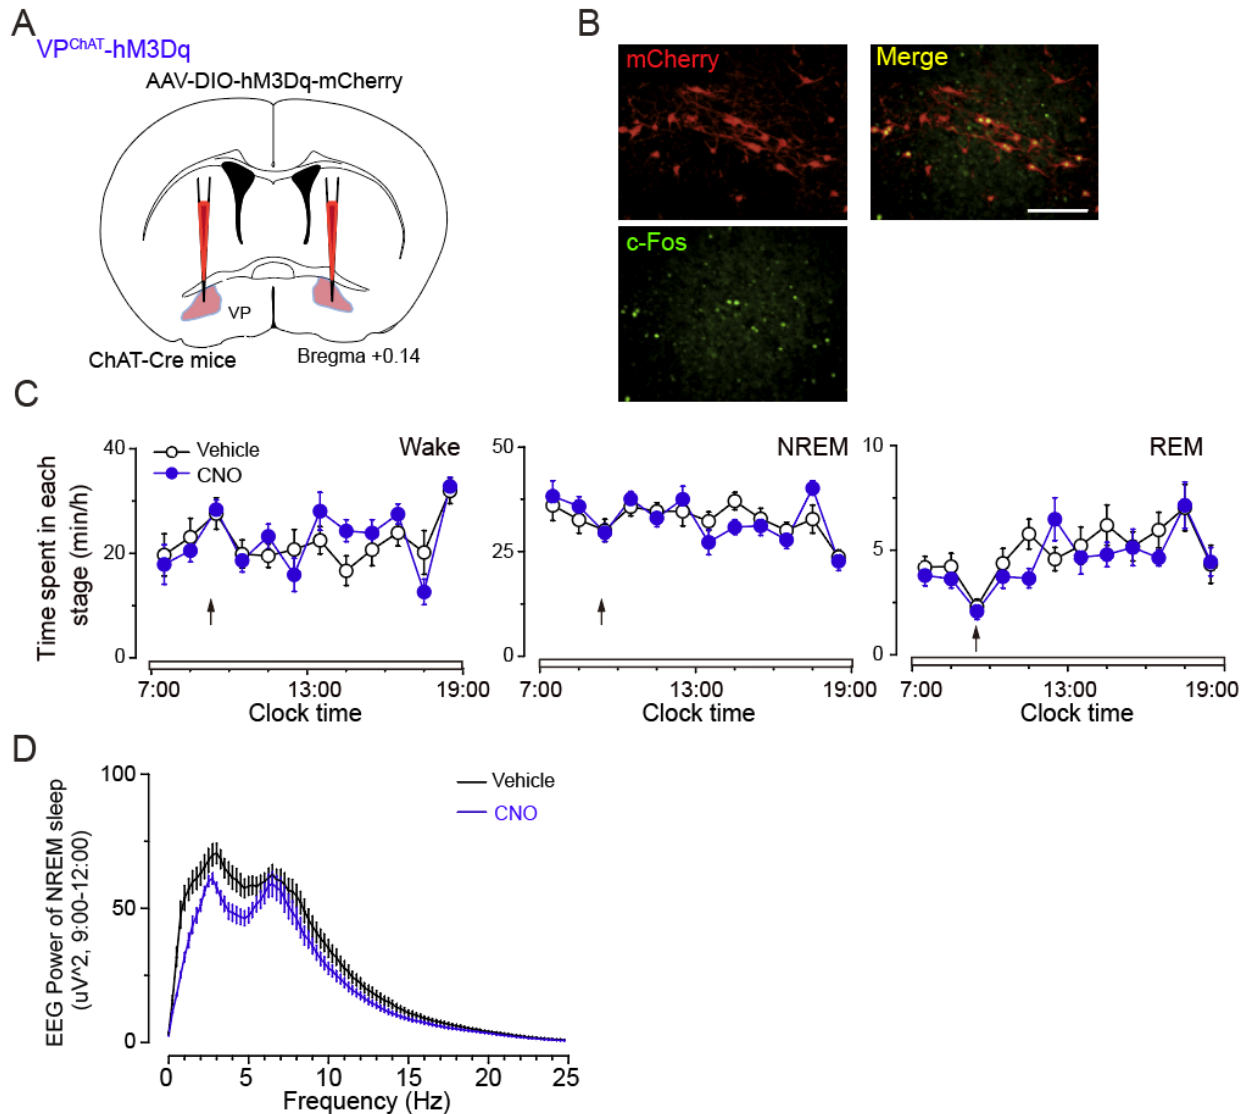 A
VP^ChAT-hM3Dq
AAV-DIO-hM3Dq-mCherry
VP
ChAT-Cre mice
Bregma +0.14
B
mCherry
Merge
c-Fos
C
Time spent in each
stage (min/h)
40
20
0
Vehicle
CNO
Wake
7:00
13:00
19:00
Clock time
50
25
0
NREM
7:00
13:00
19:00
Clock time
10
5
0
REM
7:00
13:00
19:00
Clock time
D
EEG Power of NREM sleep
(uV^2, 9:00-12:00)
100
50
0
Vehicle
CNO
0
5
10
15
20
25
Frequency (Hz)